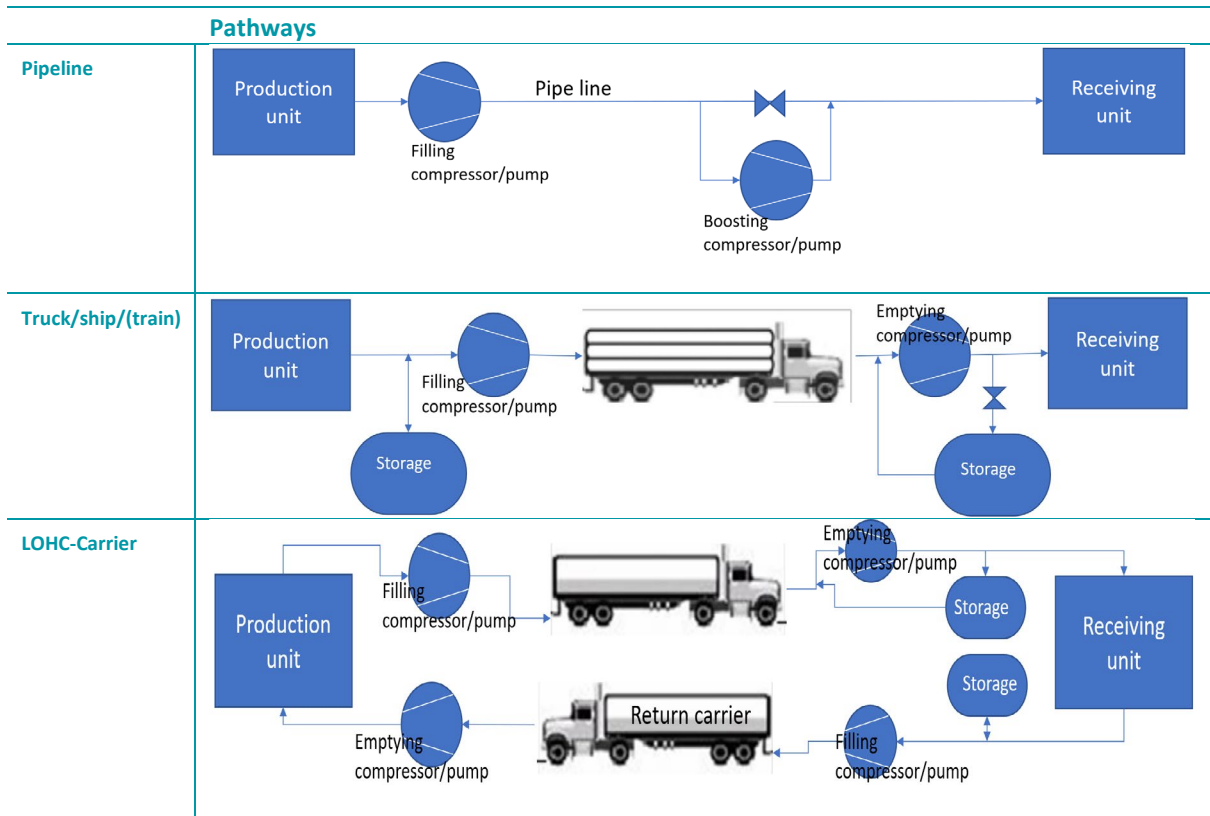 Pathways
Pipeline
Production
unit
Filling
compressor/pump
Pipe line
Boosting
compressor/pump
Receiving
unit
Truck/ship/(train)
Production
unit
Storage
Filling
compressor/pump
Emptying
compressor/pump
Storage
Receiving
unit
LOHC-Carrier
Production
unit
Filling
compressor/pump
Emptying
compressor/pump
Storage
Receiving
unit
Storage
Return carrier
Emptying
compressor/pump
Filling
compressor/pump